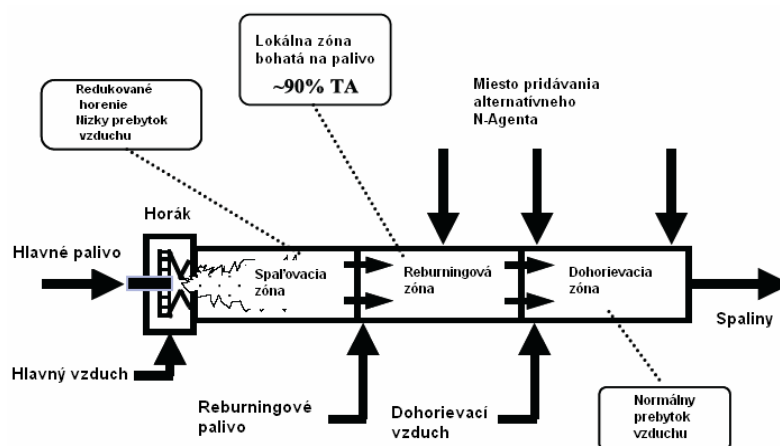 Lokálna zóna
bohatá na palivo
~90% TA
Redukované
horenie
Nizky prebytok
vzduchu
Miesto pridávania
alternatívneho
N-Agenta
Horák
Hlavné palivo
Spaľovacia
zóna
Reburningová
zóna
Dohorievacia
zóna
Spaliny
Hlavný vzduch
Reburningové
palivo
Dohorievací
vzduch
Normálny
prebytok
vzduchu